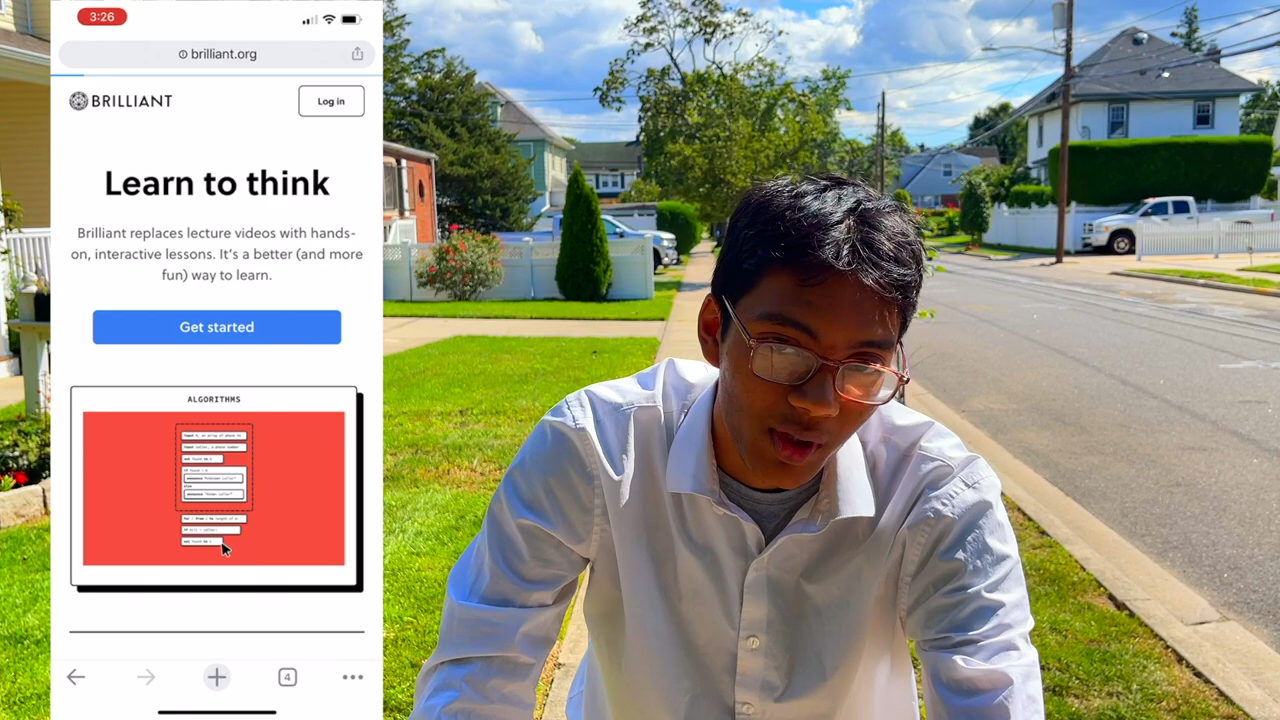 3:26
brilliant.org
BRILLIANT
Log in
Learn to think
Brilliant replaces lecture videos with hands-
on, interactive lessons. It's a better (and more
fun) way to learn.
Get started
ALGORITHMS
4